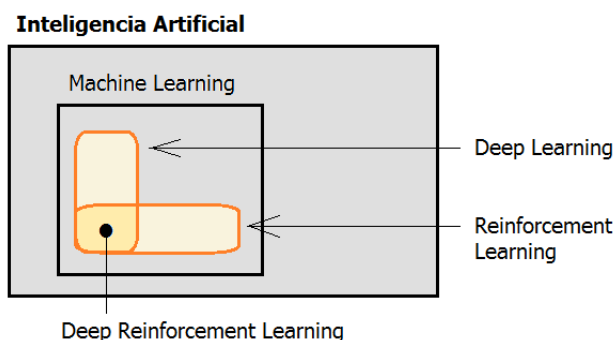 Inteligencia Artificial
Machine Learning
Deep Learning
Reinforcement
Learning
Deep Reinforcement Learning